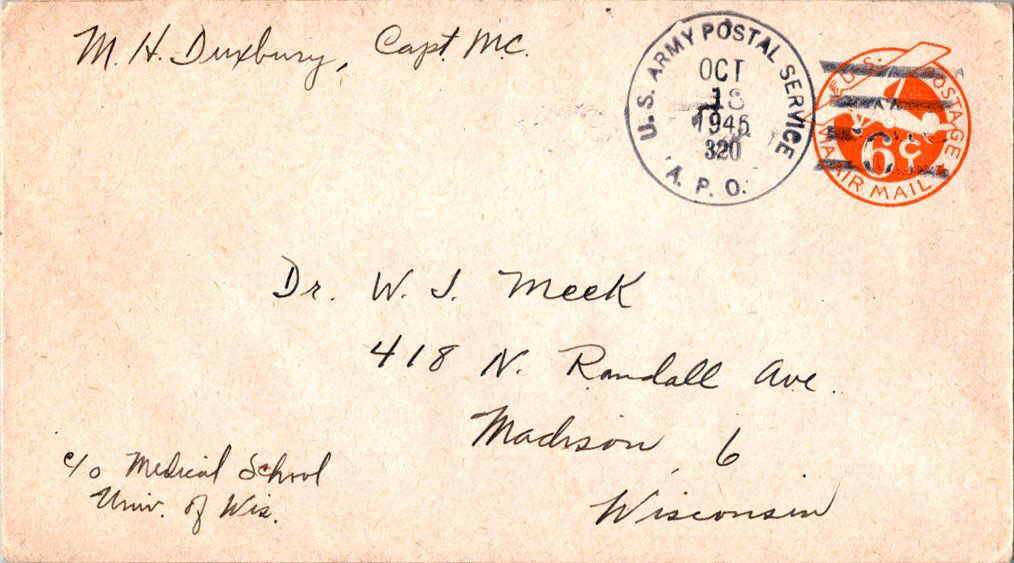 M. H. Duxbury, Capt MC.
U.S. ARMY POSTAL SERVICE
OCT
18
1945
320
A. P. O.
U.S. POSTAGE
6¢
VIA AIR MAIL
Dr. W. J. Meek
418 N. Randall Ave.
Madison, 6
Wisconsin
c/o Medical School
Univ. of Wis.